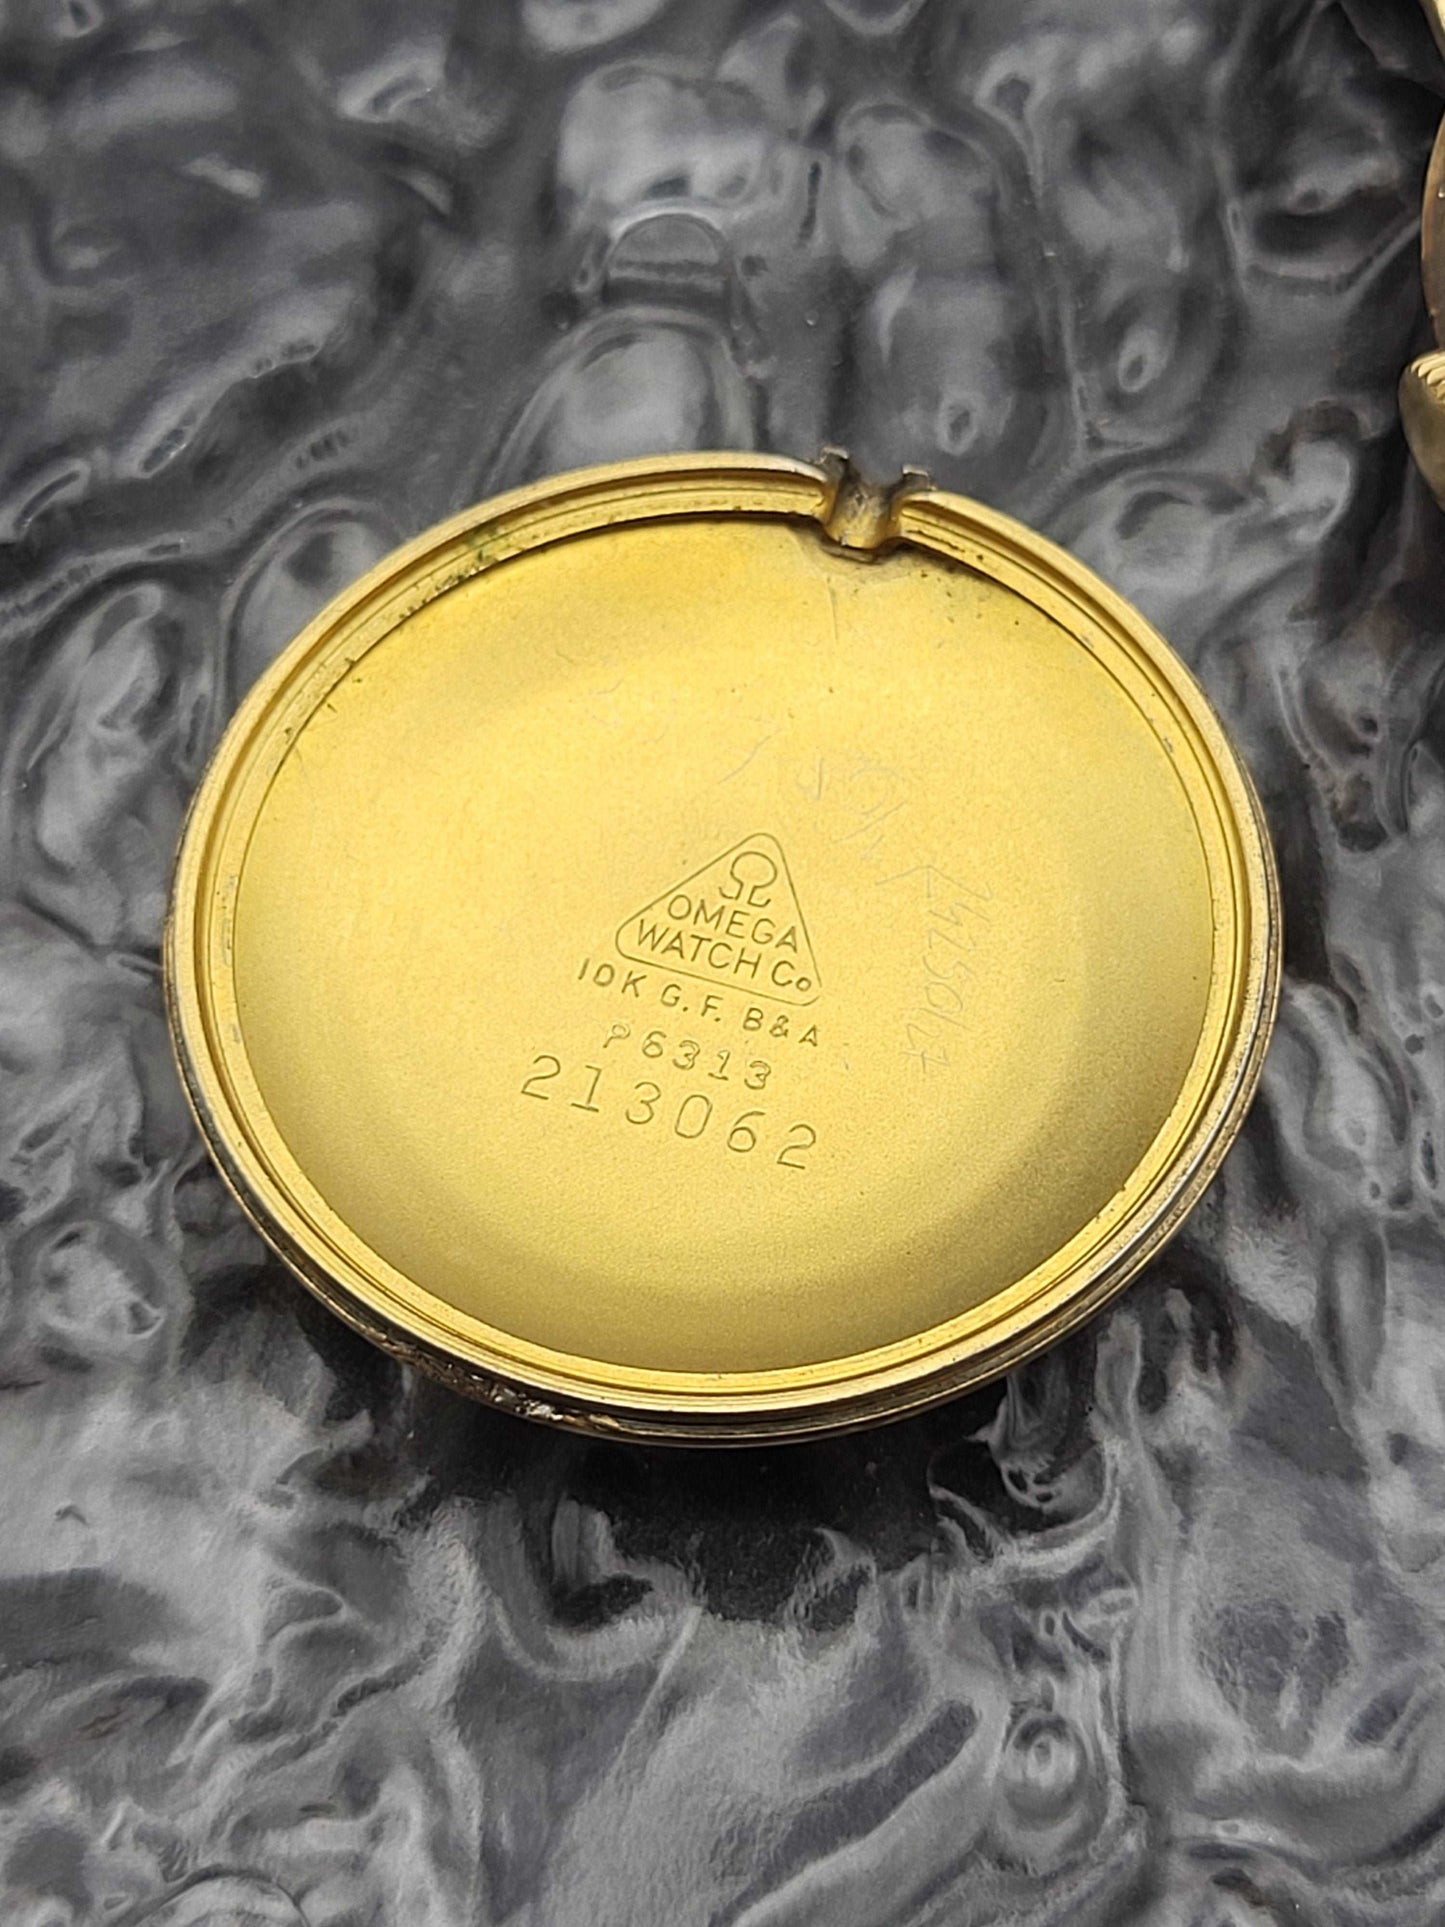 Ω
OMEGA
WATCH Co
10K G.F. B&A
P6313
213062